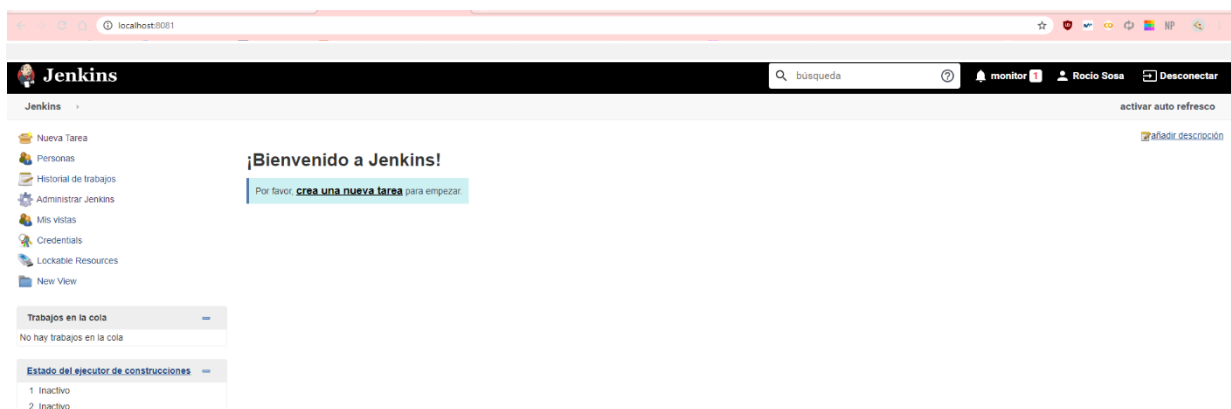 localhost:8081
NP
Jenkins
búsqueda
monitor 1
Rocio Sosa
Desconectar
Jenkins
activar auto refresco
Nueva Tarea
añadir descripción
Personas
¡Bienvenido a Jenkins!
Historial de trabajos
Por favor, crea una nueva tarea para empezar.
Administrar Jenkins
Mis vistas
Credentials
Lockable Resources
New View
Trabajos en la cola
No hay trabajos en la cola
Estado del ejecutor de construcciones
1 Inactivo
2 Inactivo